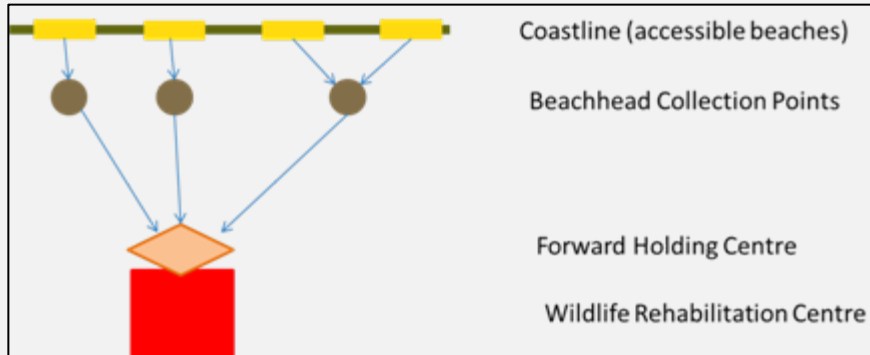 Coastline (accessible beaches)
Beachhead Collection Points
Forward Holding Centre
Wildlife Rehabilitation Centre